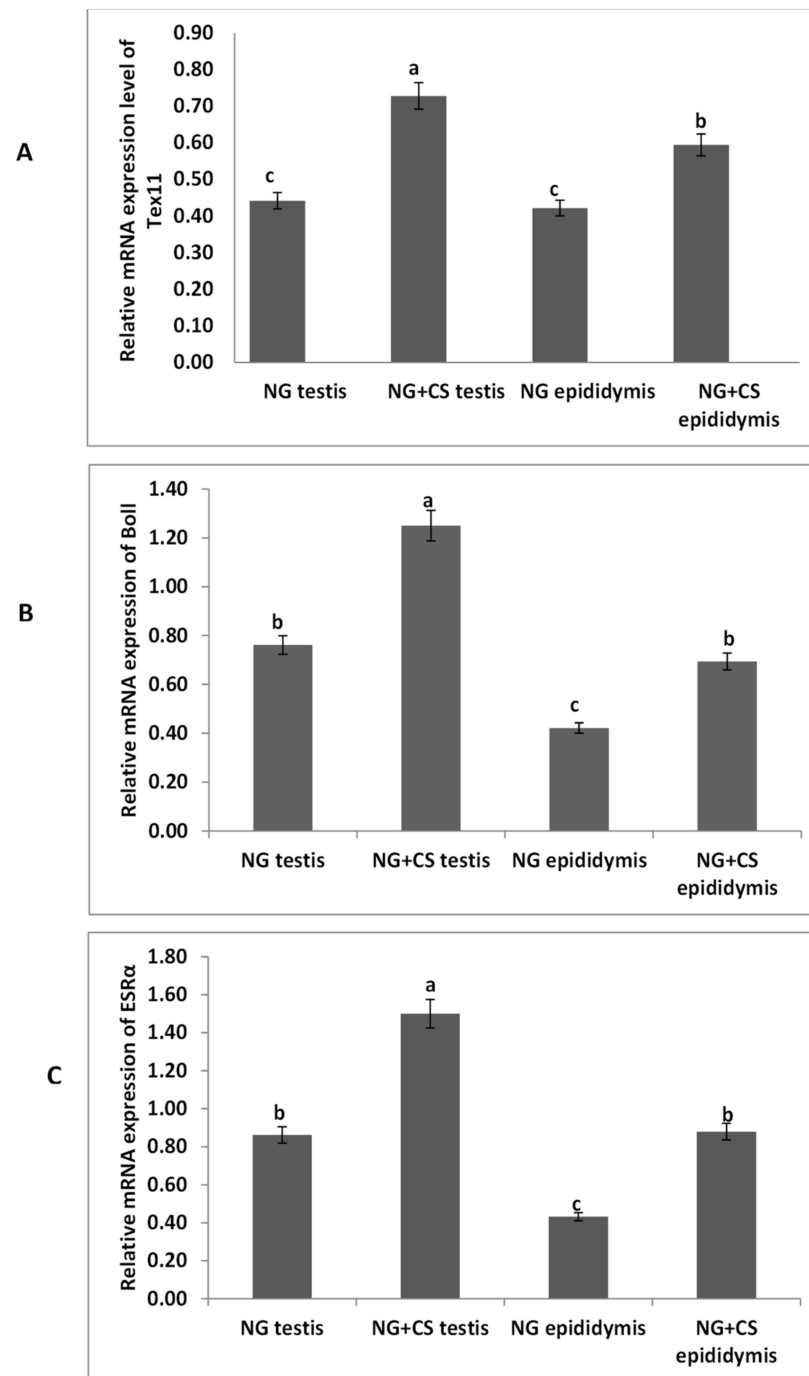 A
Relative mRNA expression level of
Tex11
0.90
0.80
0.70
0.60
0.50
0.40
0.30
0.20
0.10
0.00
c
a
c
b
NG testis
NG+CS testis
NG epididymis
NG+CS
epididymis
B
Relative mRNA expression of Boll
1.40
1.20
1.00
0.80
0.60
0.40
0.20
0.00
b
a
c
b
NG testis
NG+CS testis
NG epididymis
NG+CS
epididymis
C
Relative mRNA expression of ESRα
1.80
1.60
1.40
1.20
1.00
0.80
0.60
0.40
0.20
0.00
b
a
c
b
NG testis
NG+CS testis
NG epididymis
NG+CS
epididymis